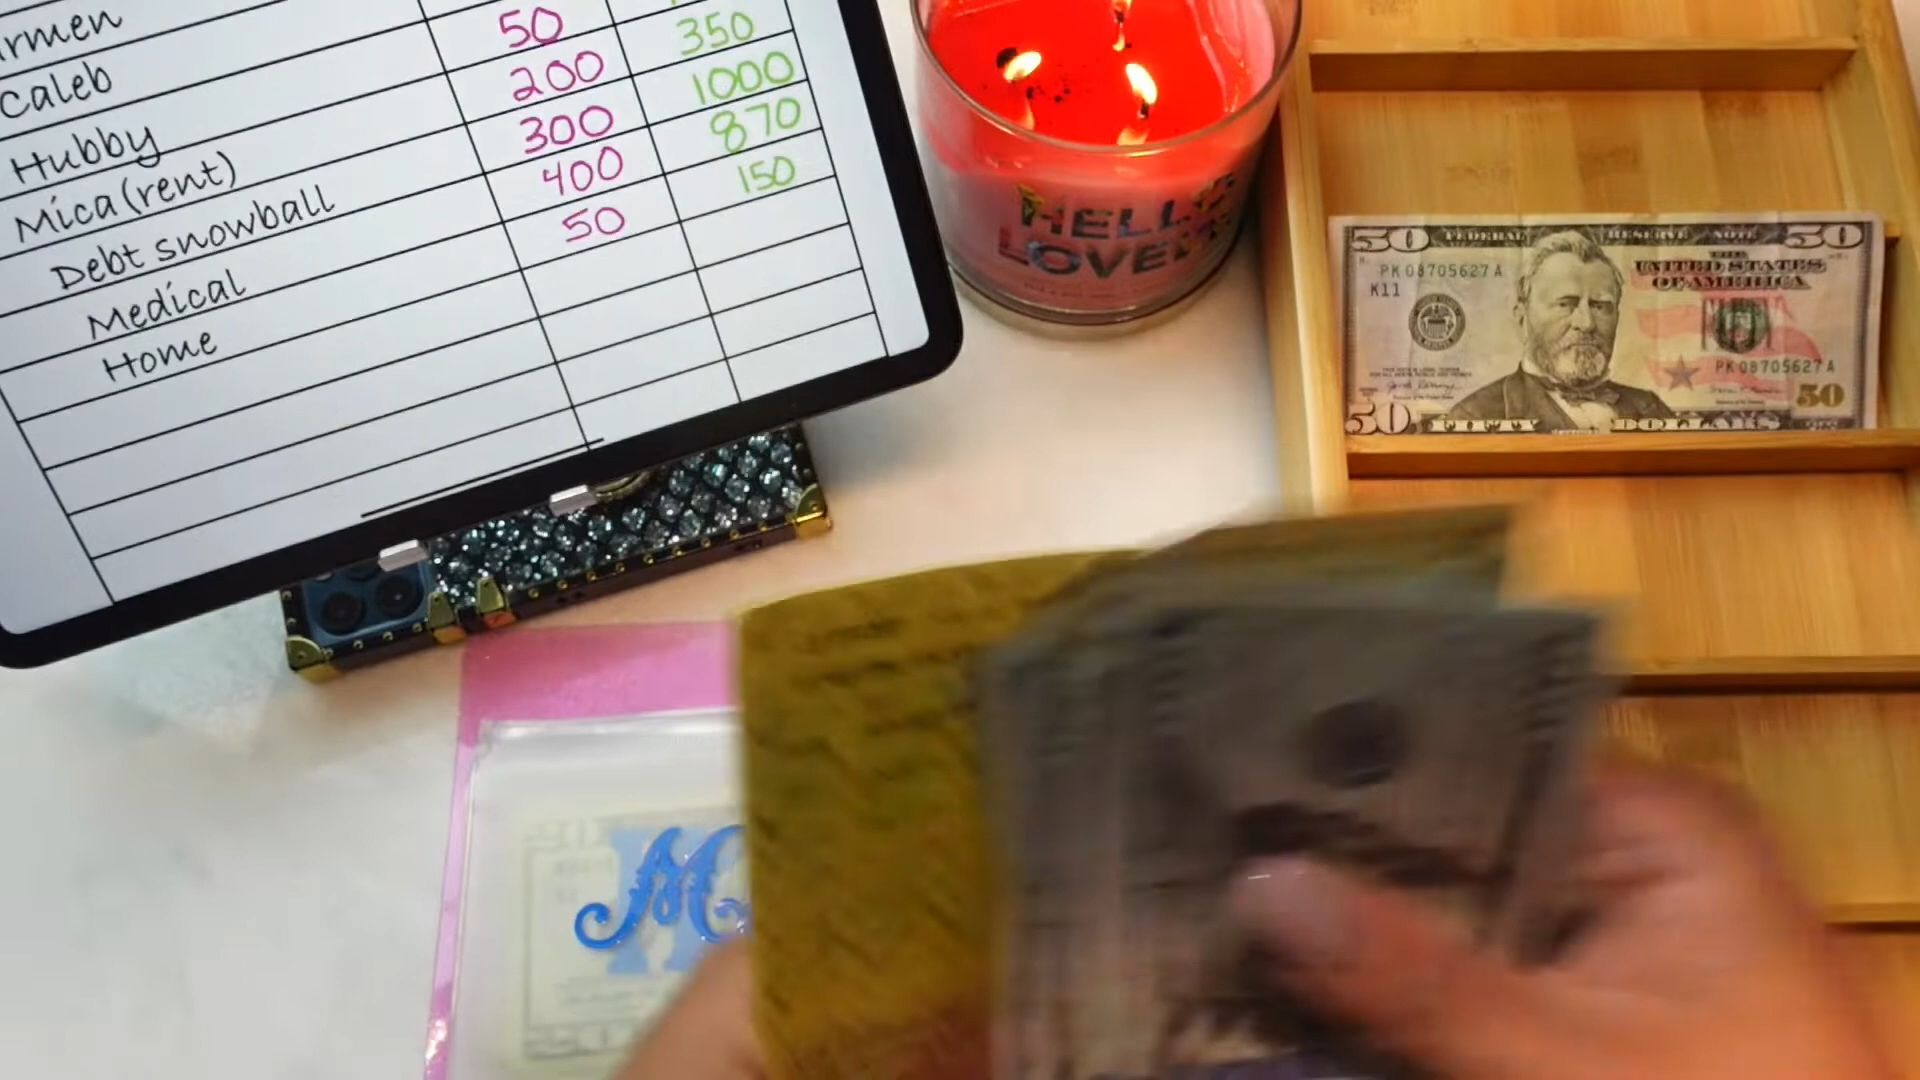 rmen
Caleb
Hubby 50
Mica (rent) 200 350
Debt snowball 300 1000
Medical 400 870
Home 50 150
HELLO
LOVELY
50 FEDERAL RESERVE NOTE 50
PK 08705627 A
K11
THE
UNITED STATES
OF AMERICA
PK 08705627 A
50
50 FIFTY DOLLARS
M